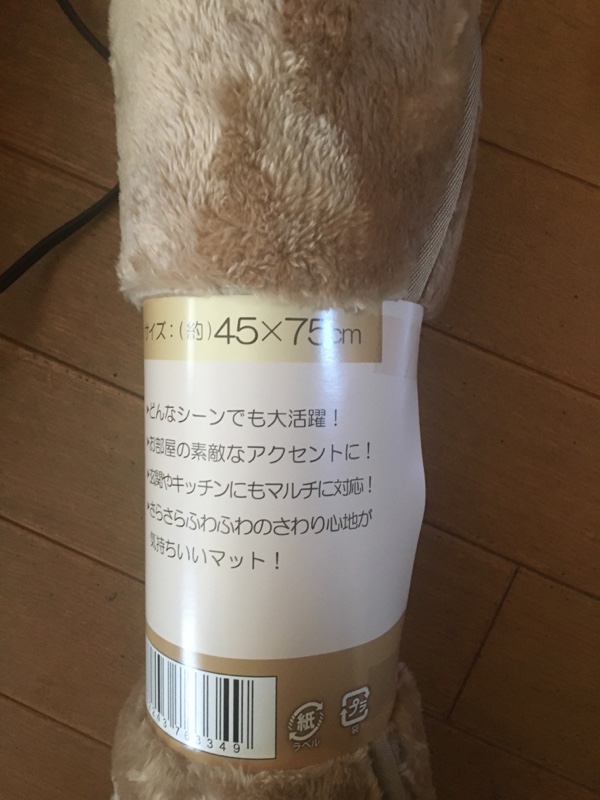 サイズ：(約)45×75cm
どんなシーンでも大活躍！
お部屋の素敵なアクセントに！
玄関やキッチンにもマルチに対応！
さらさらふわふわのさわり心地が
気持ちいいマット！
763349
紙
ラベル
プラ
袋